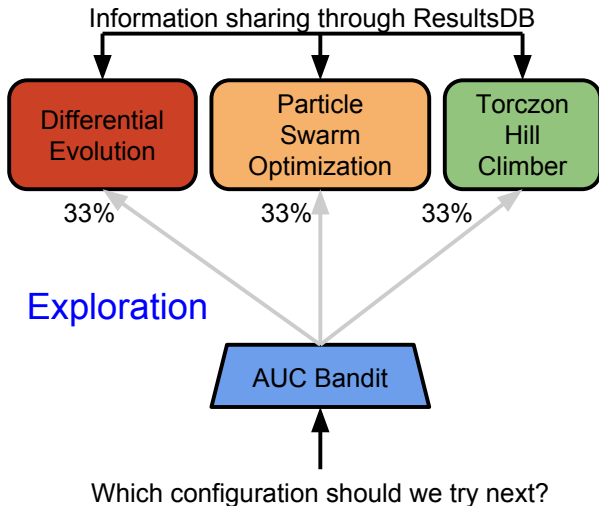 Information sharing through ResultsDB
Differential
Evolution
Particle
Swarm
Optimization
Torczon
Hill
Climber
33%
33%
33%
Exploration
AUC Bandit
Which configuration should we try next?